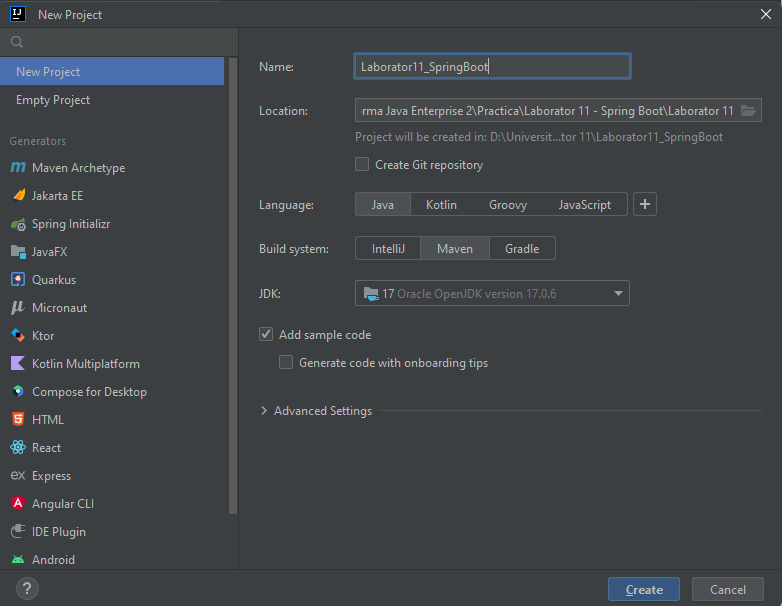 New Project
New Project
Empty Project
Generators
Maven Archetype
Jakarta EE
Spring Initializr
JavaFX
Quarkus
Micronaut
Ktor
Kotlin Multiplatform
Compose for Desktop
HTML
React
ex Express
Angular CLI
IDE Plugin
Android
Name: Laborator11_SpringBoot
Location: rma Java Enterprise 2\Practica\Laborator 11 - Spring Boot\Laborator 11
Project will be created in: D:\Universit...tor 11\Laborator11_SpringBoot
Create Git repository
Language: Java Kotlin Groovy JavaScript +
Build system: IntelliJ Maven Gradle
JDK: 17 Oracle OpenJDK version 17.0.6
Add sample code
Generate code with onboarding tips
Advanced Settings
? Create Cancel